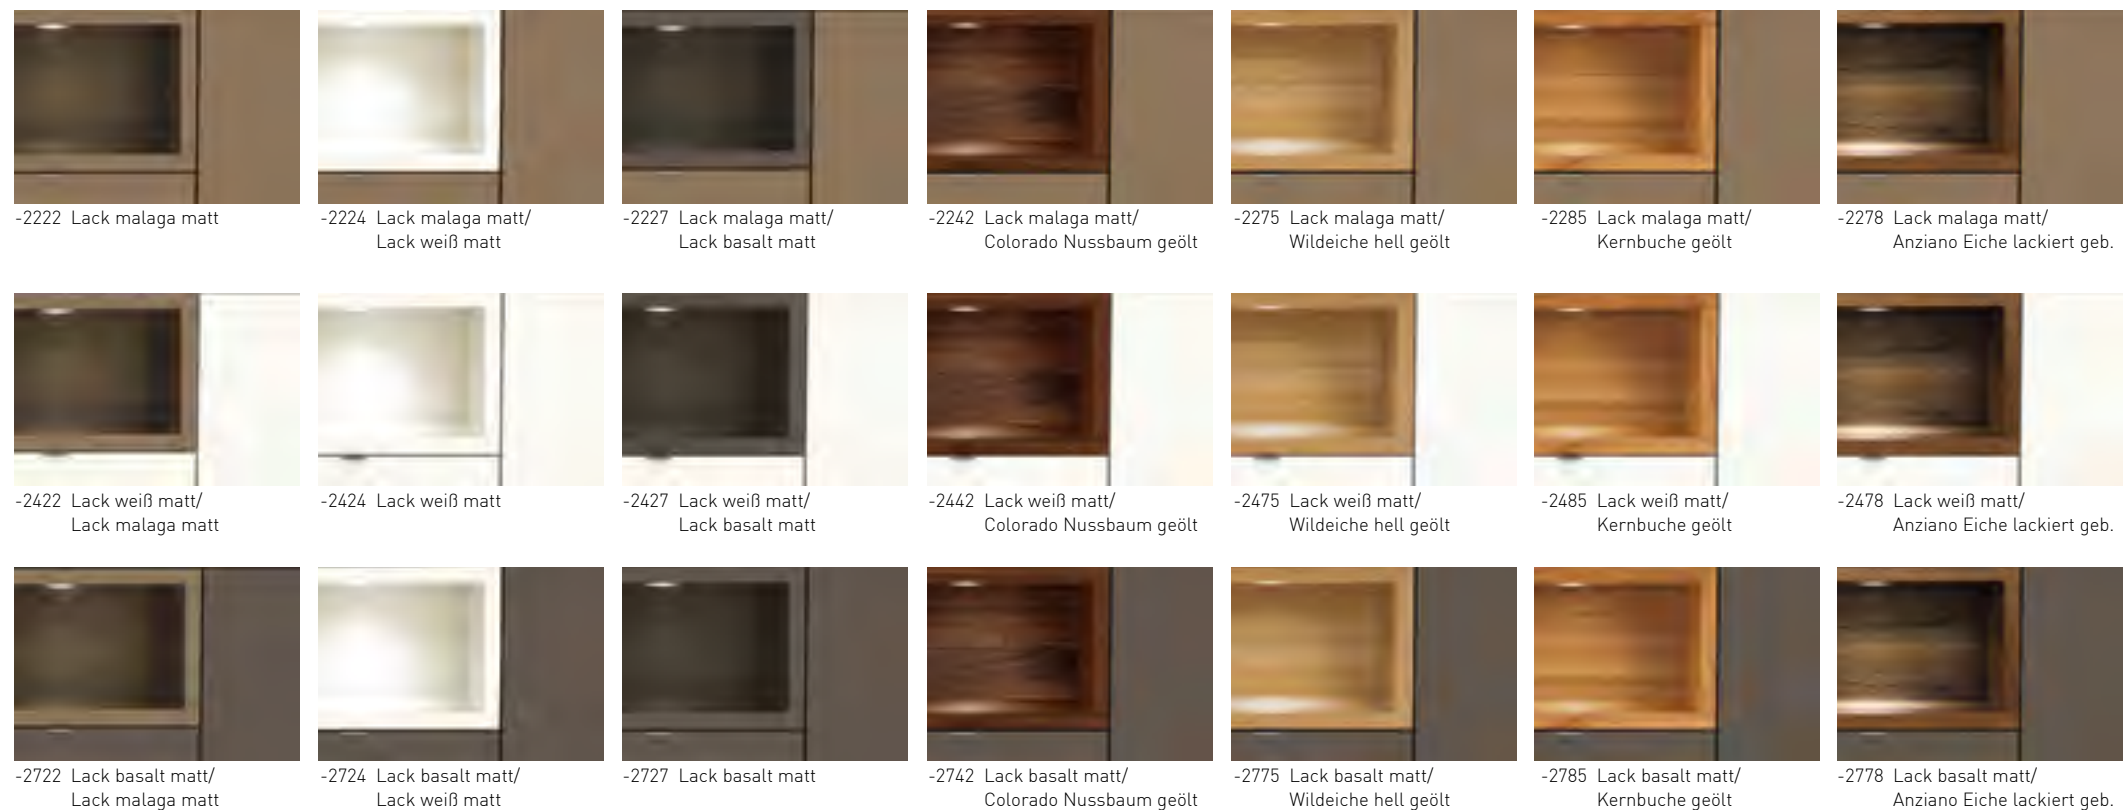 -2222 Lack malaga matt
-2224 Lack malaga matt/
Lack weiß matt
-2227 Lack malaga matt/
Lack basalt matt
-2242 Lack malaga matt/
Colorado Nussbaum geölt
-2275 Lack malaga matt/
Wildeiche hell geölt
-2285 Lack malaga matt/
Kernbuche geölt
-2278 Lack malaga matt/
Anziano Eiche lackiert geb.
-2422 Lack weiß matt/
Lack malaga matt
-2424 Lack weiß matt
-2427 Lack weiß matt/
Lack basalt matt
-2442 Lack weiß matt/
Colorado Nussbaum geölt
-2475 Lack weiß matt/
Wildeiche hell geölt
-2485 Lack weiß matt/
Kernbuche geölt
-2478 Lack weiß matt/
Anziano Eiche lackiert geb.
-2722 Lack basalt matt/
Lack malaga matt
-2724 Lack basalt matt/
Lack weiß matt
-2727 Lack basalt matt
-2742 Lack basalt matt/
Colorado Nussbaum geölt
-2775 Lack basalt matt/
Wildeiche hell geölt
-2785 Lack basalt matt/
Kernbuche geölt
-2778 Lack basalt matt/
Anziano Eiche lackiert geb.